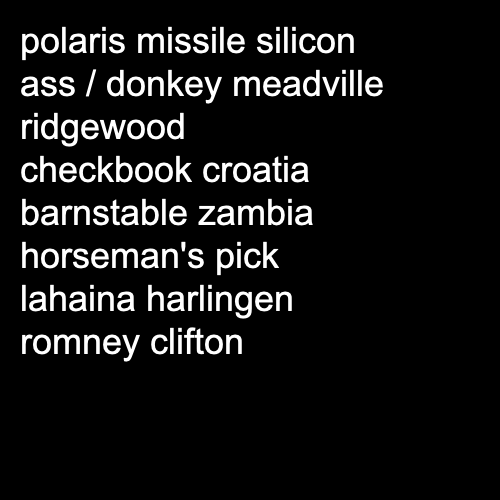 polaris missile silicon
ass / donkey meadville
ridgewood
checkbook croatia
barnstable zambia
horseman's pick
lahaina harlingen
romney clifton